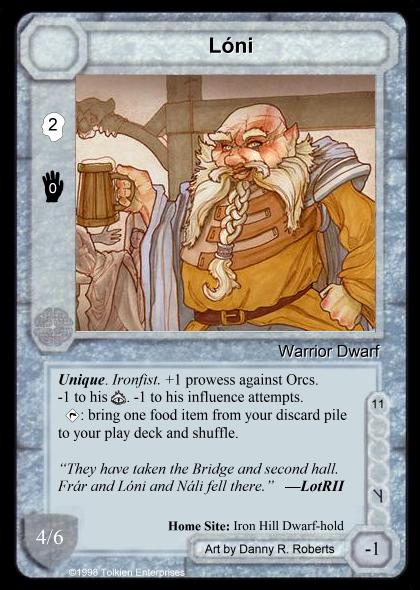 Lóni
2
0
Warrior Dwarf
Unique. Ironfist. +1 prowess against Orcs.
-1 to his . -1 to his influence attempts.
: bring one food item from your discard pile
to your play deck and shuffle.
“They have taken the Bridge and second hall.
Frár and Lóni and Náli fell there.” —LotRII
11
Home Site: Iron Hill Dwarf-hold
4/6
Art by Danny R. Roberts
-1
©1998 Tolkien Enterprises